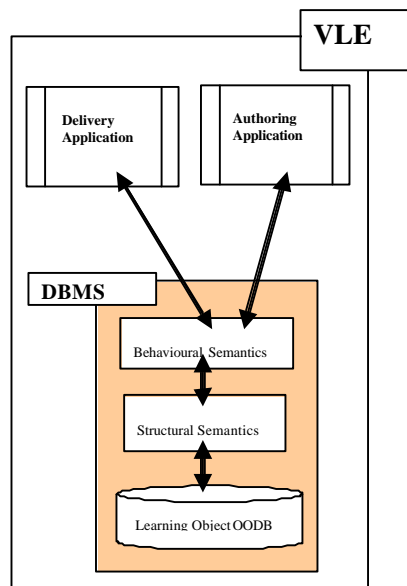 VLE
Delivery
Application
Authoring
Application
DBMS
Behavioural Semantics
Structural Semantics
Learning Object OODB